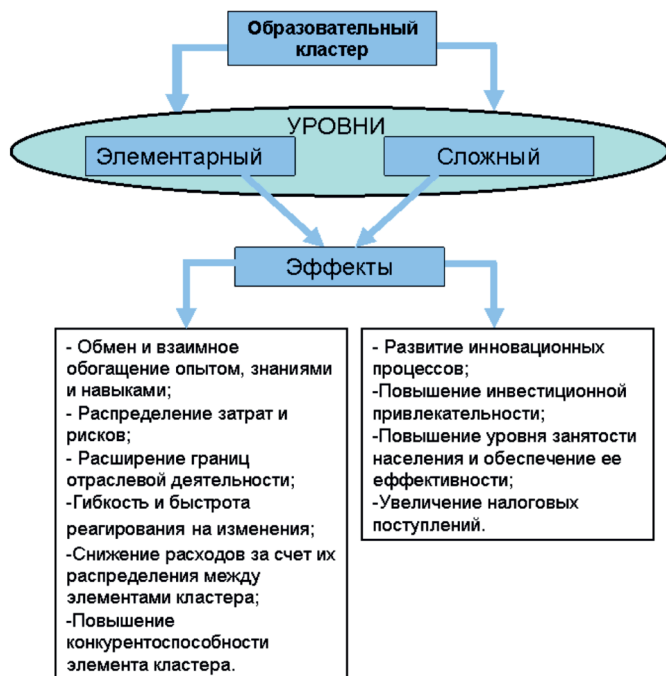 Образовательный
кластер
УРОВНИ
Элементарный
Сложный
Эффекты
- Обмен и взаимное
обогащение опытом, знаниями
и навыками;
- Распределение затрат и
рисков;
- Расширение границ
отраслевой деятельности;
-Гибкость и быстрота
реагирования на изменения;
-Снижение расходов за счет их
распределения между
элементами кластера;
-Повышение
конкурентоспособности
элемента кластера.
- Развитие инновационных
процессов;
-Повышение инвестиционной
привлекательности;
-Повышение уровня занятости
населения и обеспечение ее
еффективности;
-Увеличение налоговых
поступлений.